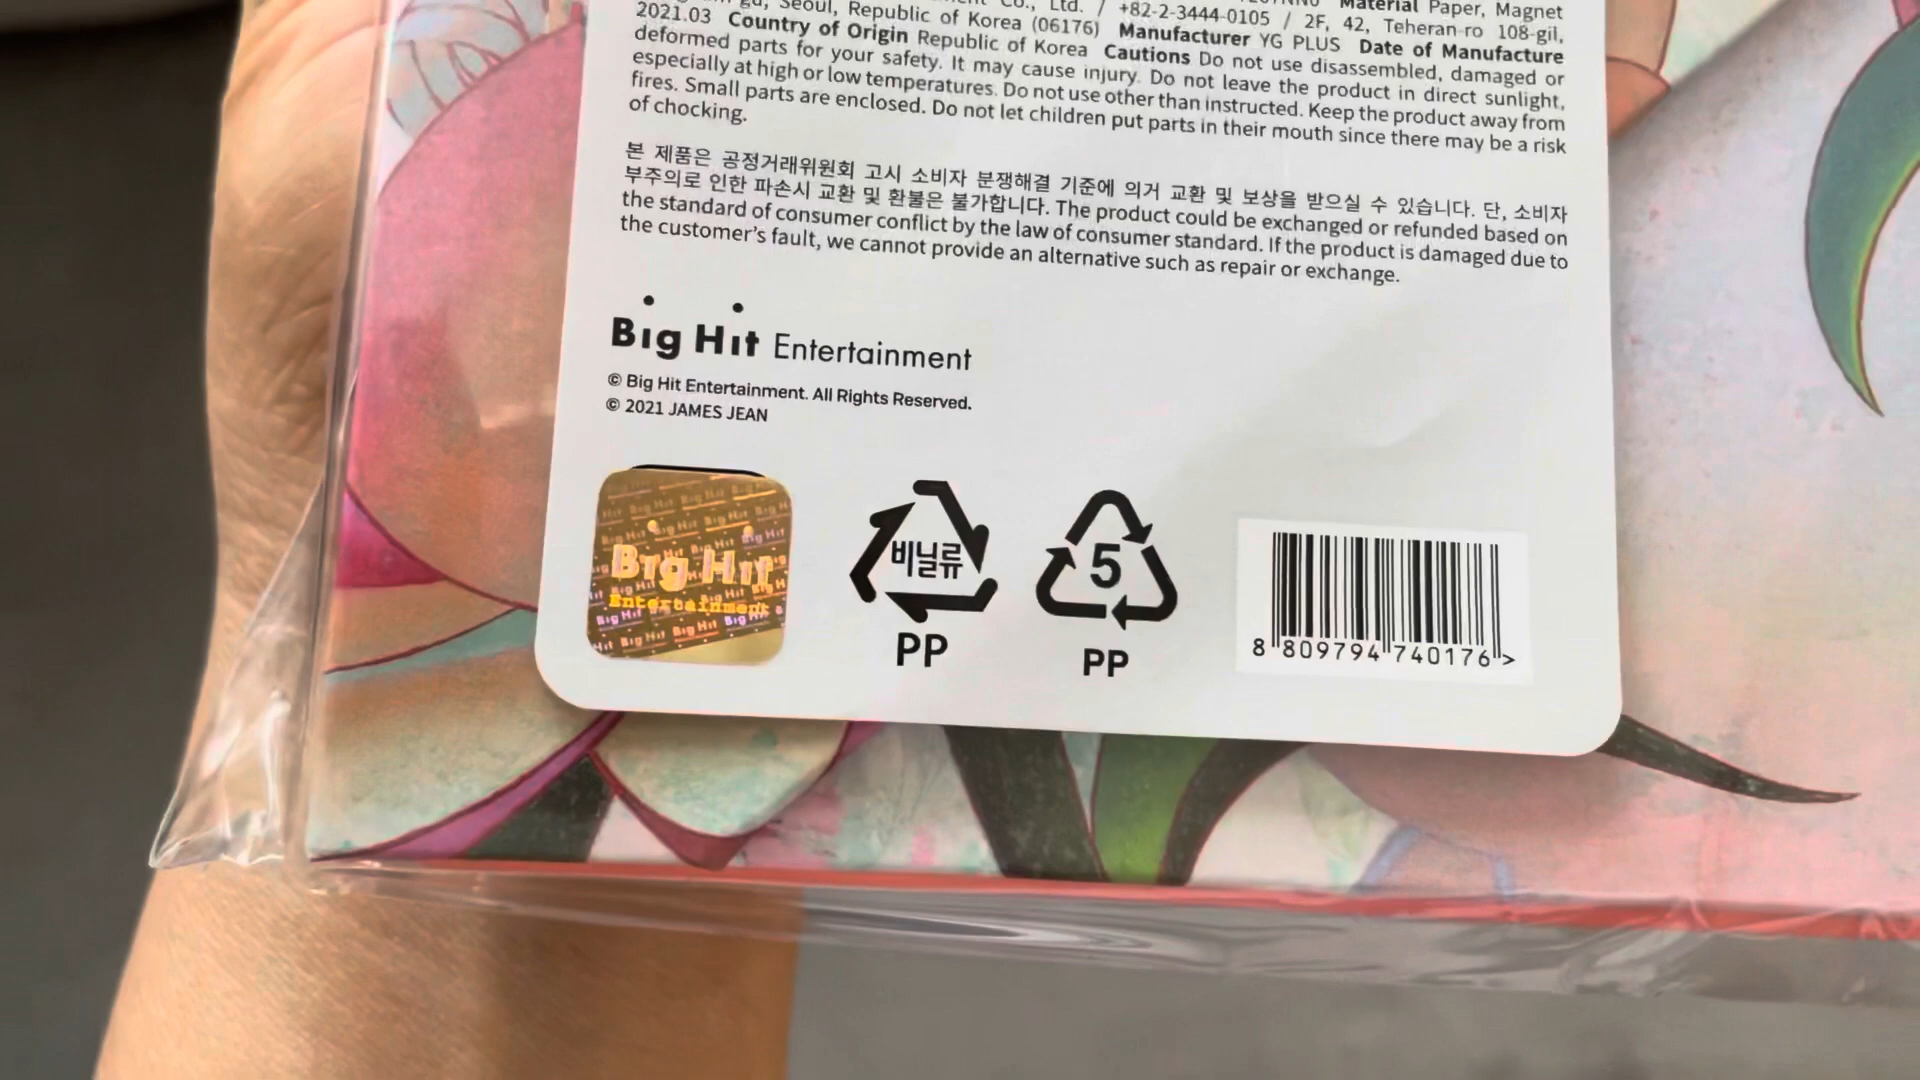 Seoul, Republic of Korea (06176) / +82-2-3444-0105 / 2F, 42, Teheran-ro 108-gil,
Co., Ltd. Material Paper, Magnet
2021.03 Country of Origin Republic of Korea Manufacturer YG PLUS Date of Manufacture
deformed parts for your safety. It may cause injury. Cautions Do not use disassembled, damaged or
especially at high or low temperatures. Do not leave the product in direct sunlight,
fires. Small parts are enclosed. Do not use other than instructed. Keep the product away from
of chocking. Do not let children put parts in their mouth since there may be a risk
본 제품은 공정거래위원회 고시 소비자 분쟁해결 기준에 의거 교환 및 보상을 받으실 수 있습니다. 단, 소비자
부주의로 인한 파손시 교환 및 환불은 불가합니다. The product could be exchanged or refunded based on
the standard of consumer conflict by the law of consumer standard. If the product is damaged due to
the customer's fault, we cannot provide an alternative such as repair or exchange.
Big Hit Entertainment
© Big Hit Entertainment. All Rights Reserved.
© 2021 JAMES JEAN
Big Hit
Entertainment
비닐류
PP
5
PP
8 809794 740176 >